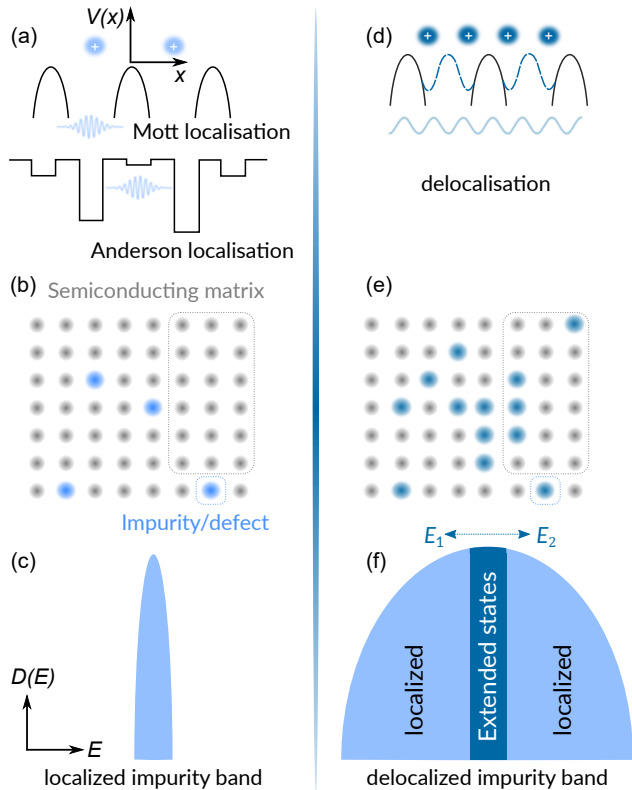 (a)
V(x)
+ +
x
Mott localisation
Anderson localisation
(b)
Semiconducting matrix
Impurity/defect
(c)
D(E)
E
localized impurity band
(d)
+ + + +
delocalisation
(e)
E1 E2
(f)
localized
Extended states
localized
delocalized impurity band